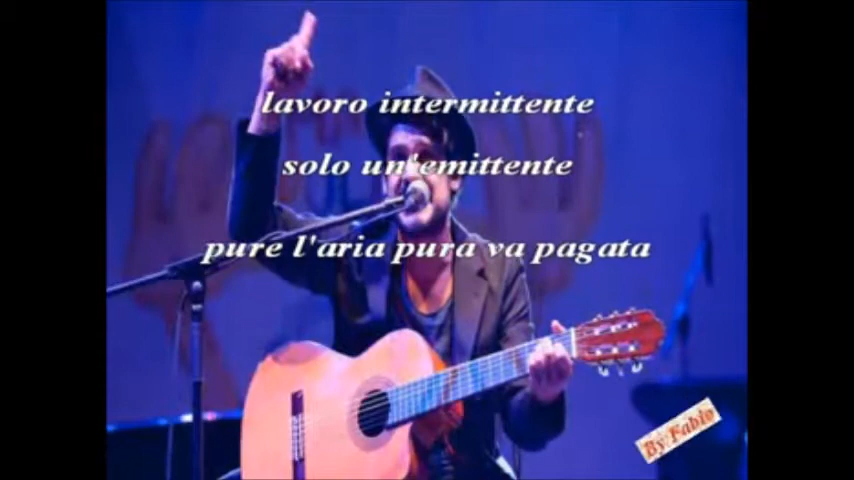 lavoro intermittente
solo un'emittente
pure l'aria pura va pagata
By Fabio